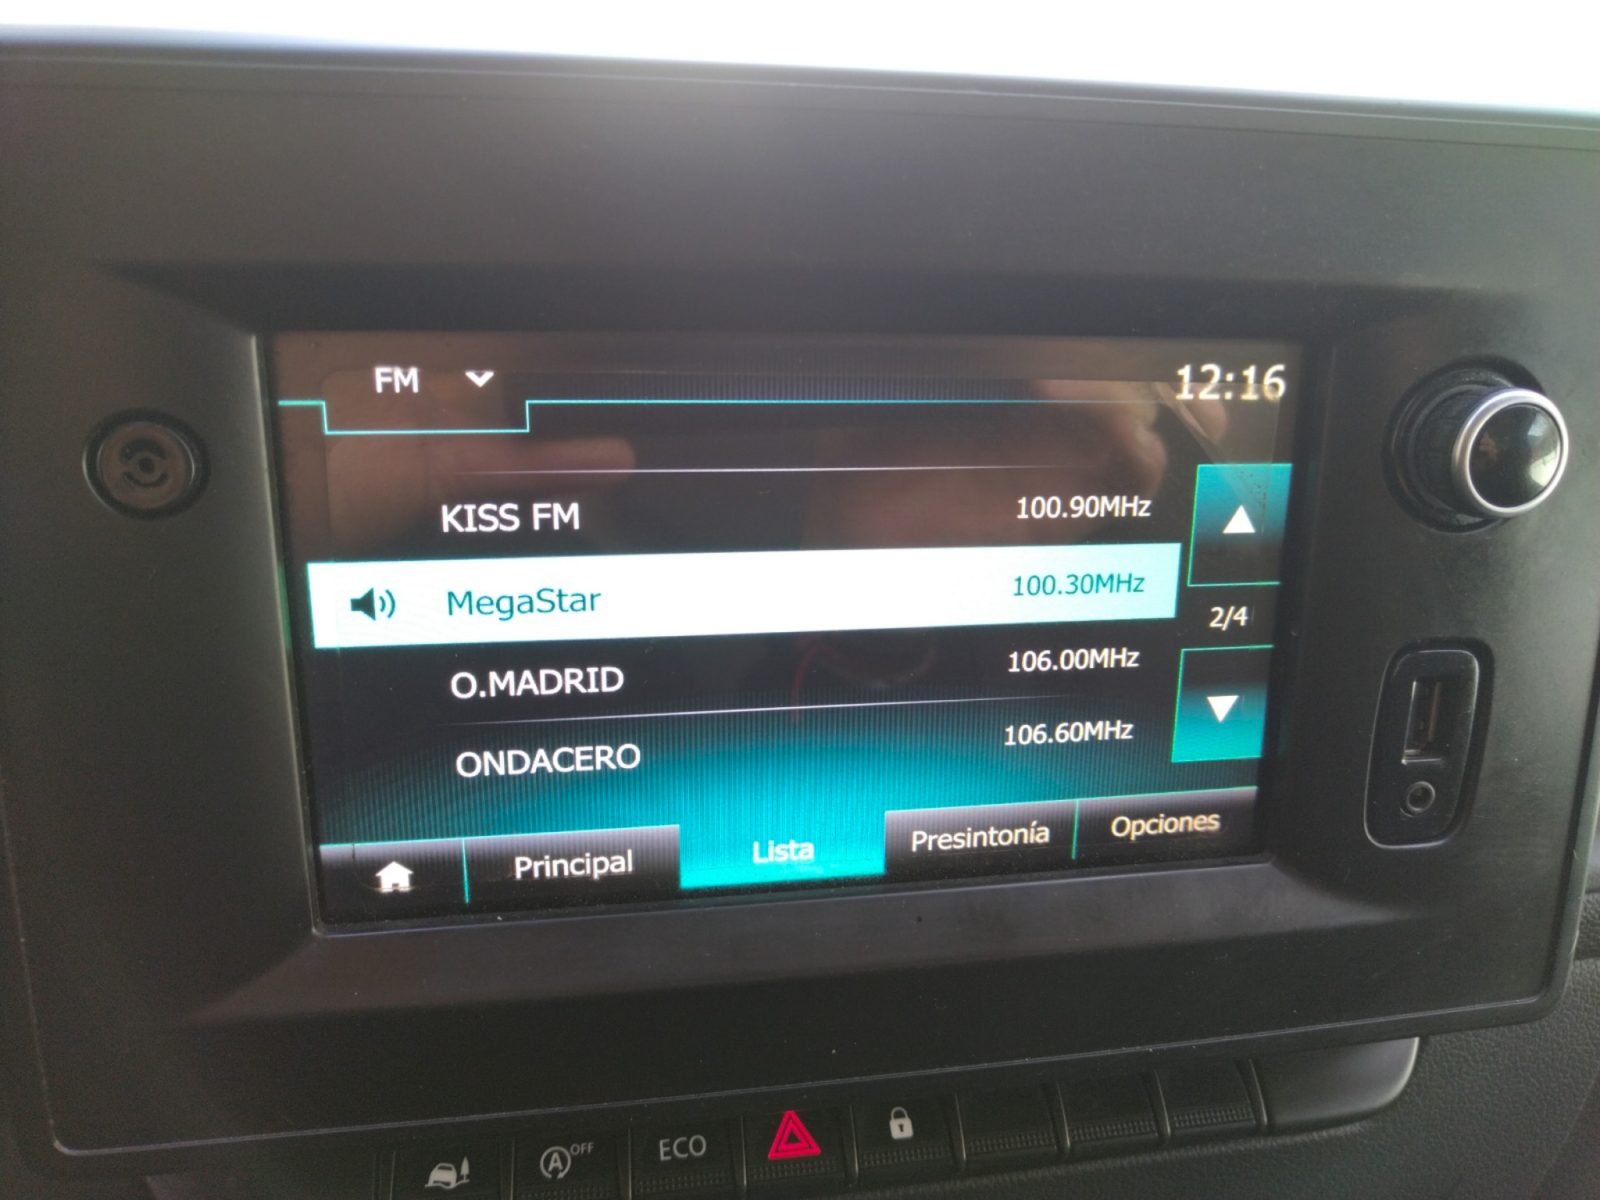 FM 12:16
KISS FM 100.90MHz
MegaStar 100.30MHz
2/4
O.MADRID 106.00MHz
ONDACERO 106.60MHz
Principal Lista Presintonía Opciones
A OFF ECO